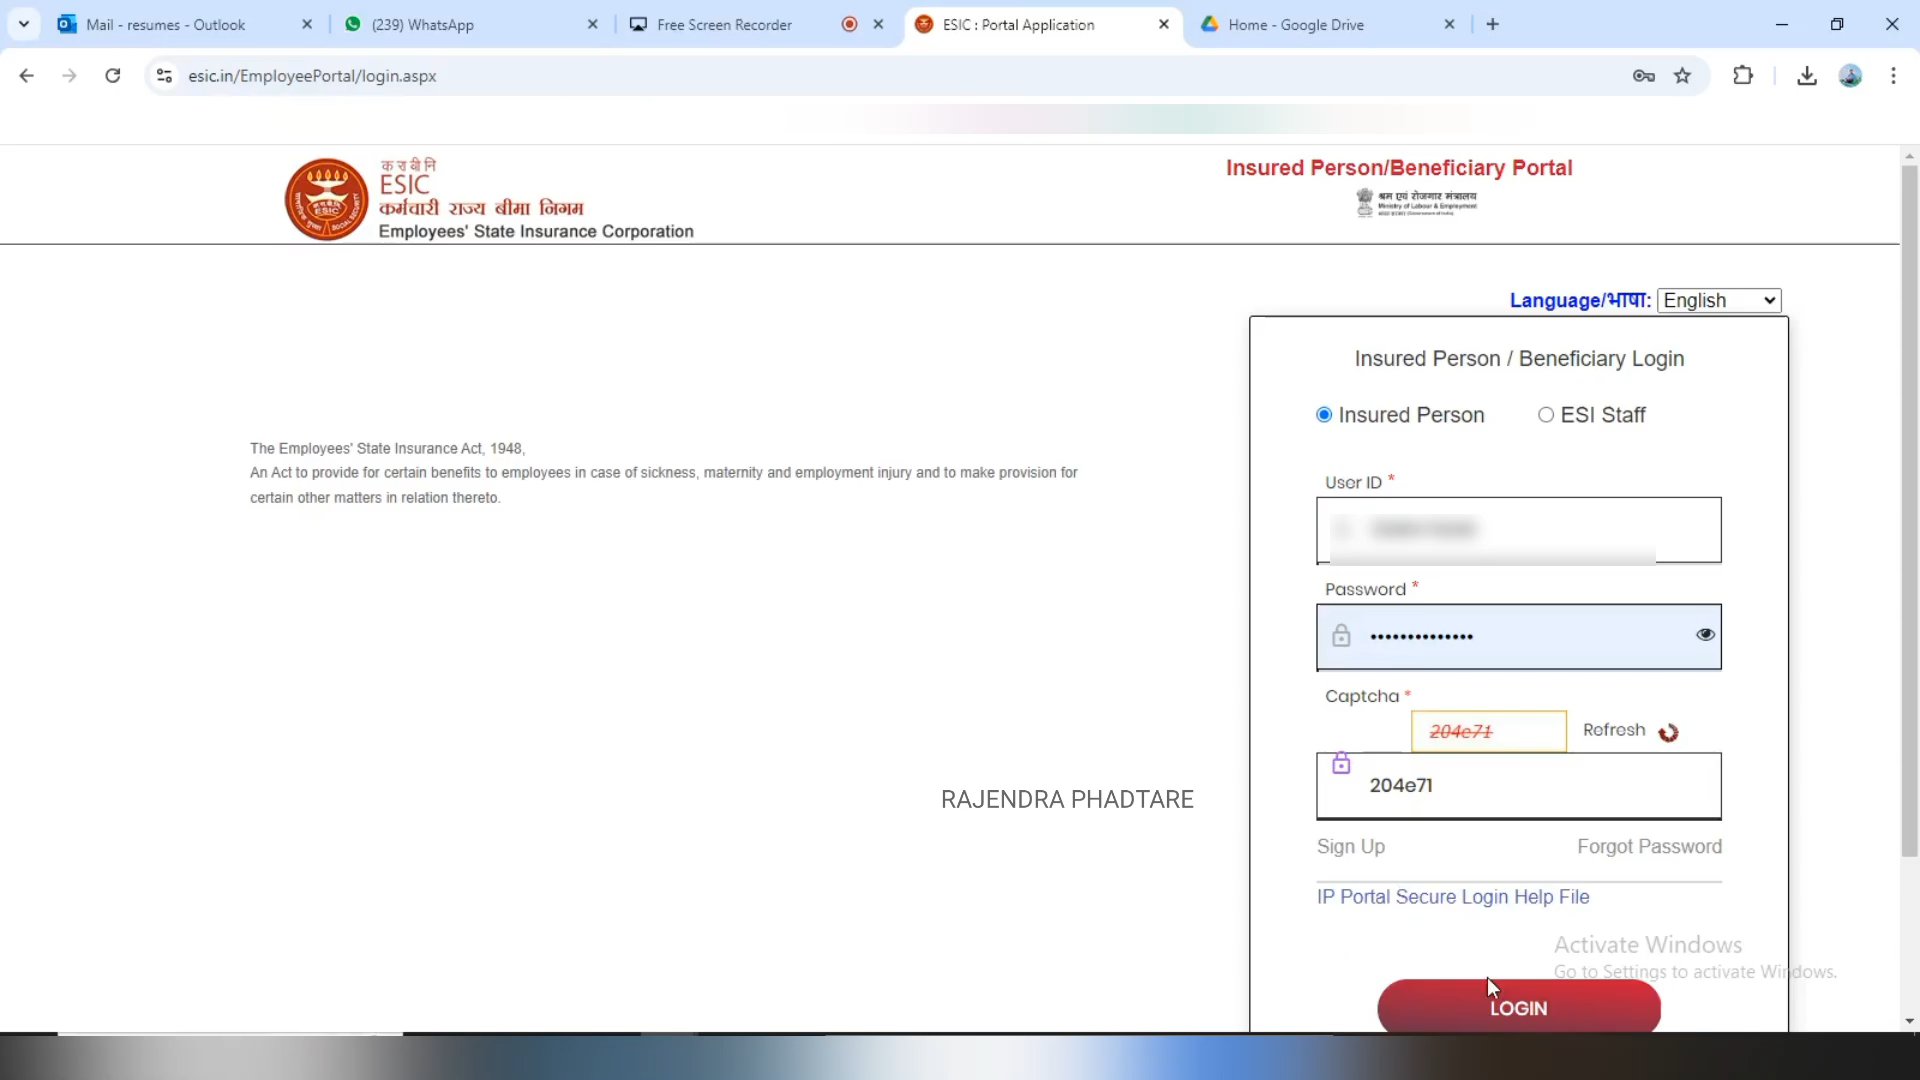 Mail - resumes - Outlook
(239) WhatsApp
Free Screen Recorder
ESIC : Portal Application
Home - Google Drive
esic.in/EmployeePortal/login.aspx
क रा बी नि
ESIC
कर्मचारी राज्य बीमा निगम
Employees' State Insurance Corporation
Insured Person/Beneficiary Portal
श्रम एवं रोजगार मंत्रालय
Ministry of Labour & Employment
Language/भाषा: English
Insured Person / Beneficiary Login
Insured Person ESI Staff
The Employees' State Insurance Act, 1948,
An Act to provide for certain benefits to employees in case of sickness, maternity and employment injury and to make provision for
certain other matters in relation thereto.
User ID *
Password *
Captcha *
204e71 Refresh
204e71
RAJENDRA PHADTARE
Sign Up Forgot Password
IP Portal Secure Login Help File
Activate Windows
Go to Settings to activate Windows.
LOGIN